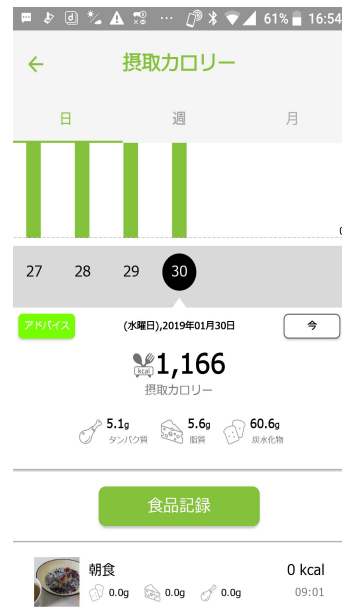 61% 16:54
摂取カロリー
日 週 月
27 28 29 30
アドバイス (水曜日),2019年01月30日 今
kcal 1,166
摂取カロリー
5.1g 5.6g 60.6g
タンパク質 脂質 炭水化物
食品記録
朝食 0 kcal
0.0g 0.0g 0.0g 09:01